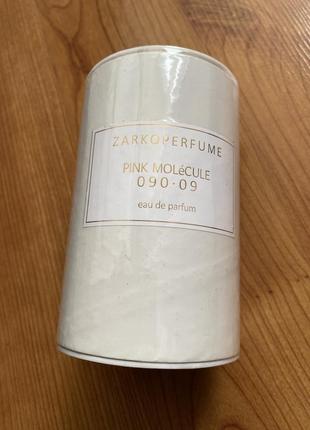 ZARKOPERFUME
PINK MOLéCULE
090·09
eau de parfum